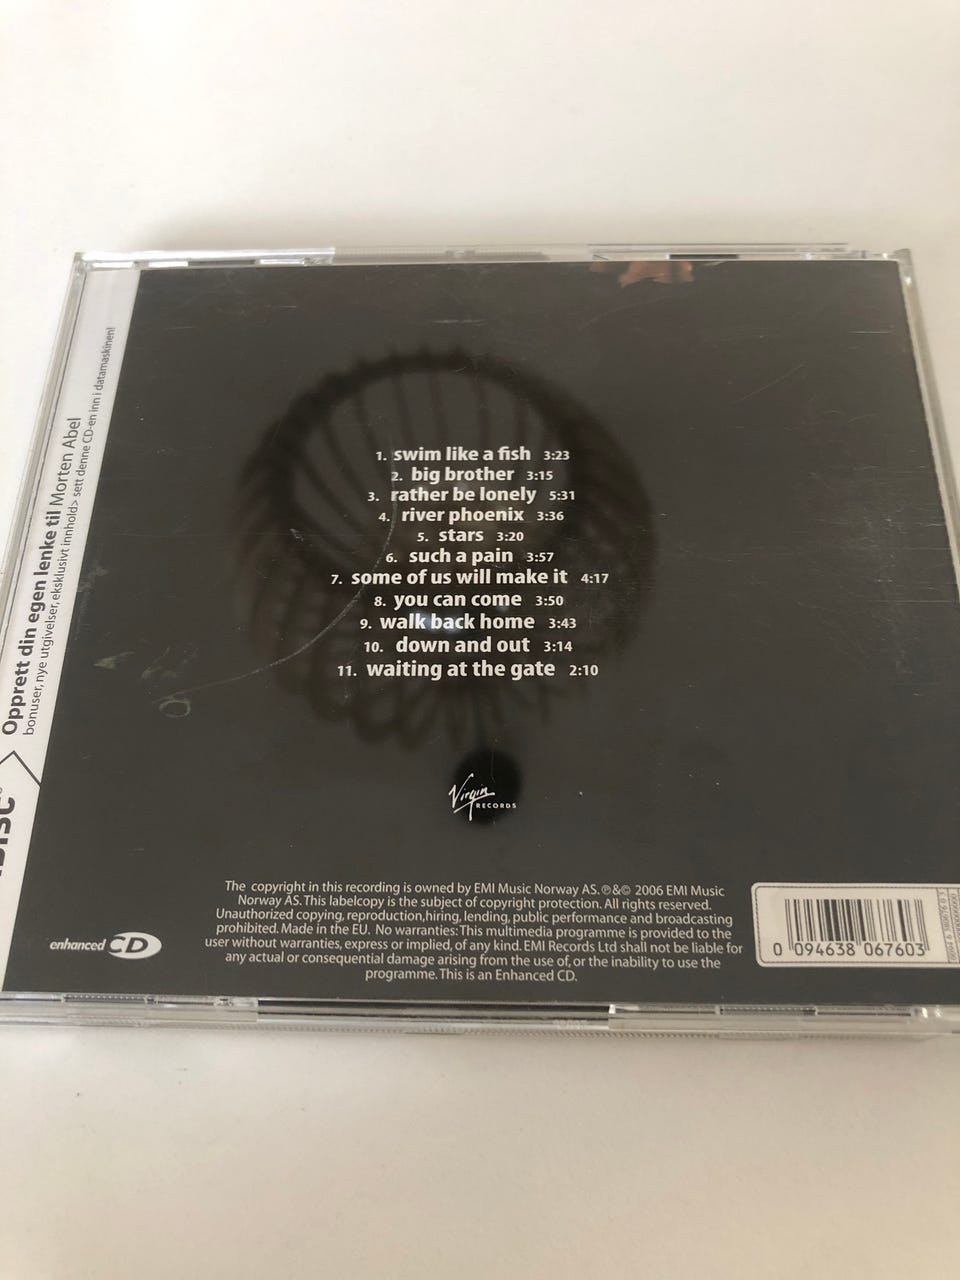 1. swim like a fish 3:23
2. big brother 3:15
3. rather be lonely 5:31
4. river phoenix 3:36
5. stars 3:20
6. such a pain 3:57
7. some of us will make it 4:17
8. you can come 3:50
9. walk back home 3:43
10. down and out 3:14
11. waiting at the gate 2:10
Virgin
RECORDS
The copyright in this recording is owned by EMI Music Norway AS. ℗&© 2006 EMI Music
Norway AS. This labelcopy is the subject of copyright protection. All rights reserved.
Unauthorized copying, reproduction,hiring, lending, public performance and broadcasting
prohibited. Made in the EU. No warranties: This multimedia programme is provided to the
user without warranties, express or implied, of any kind. EMI Records Ltd shall not be liable for
any actual or consequential damage arising from the use of, or the inability to use the
programme. This is an Enhanced CD.
enhanced CD
0 094638 067603
Opprett din egen lenke til Morten Abel
bonuser, nye utgivelser, eksklusivt innhold> sett denne CD-en inn i datamaskinen!